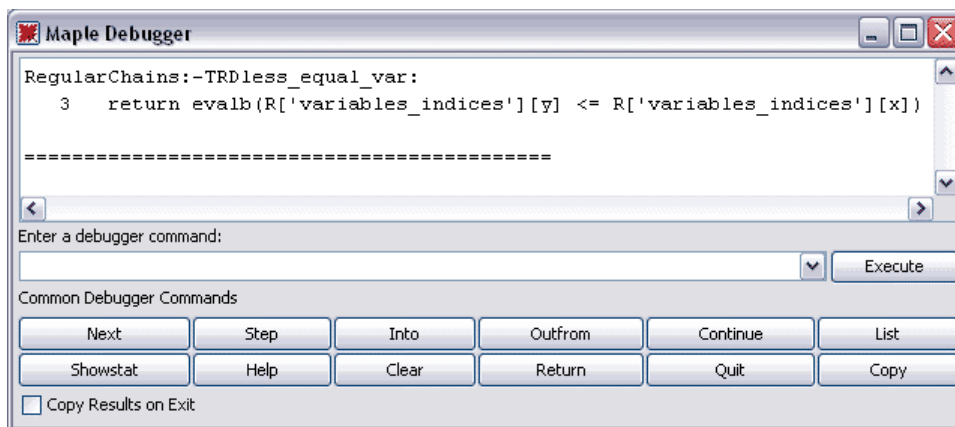 Maple Debugger
RegularChains:-TRDless_equal_var:
3 return evalb(R['variables_indices'][y] <= R['variables_indices'][x])
============================================
Enter a debugger command:
Execute
Common Debugger Commands
Next Step Into Outfrom Continue List
Showstat Help Clear Return Quit Copy
Copy Results on Exit